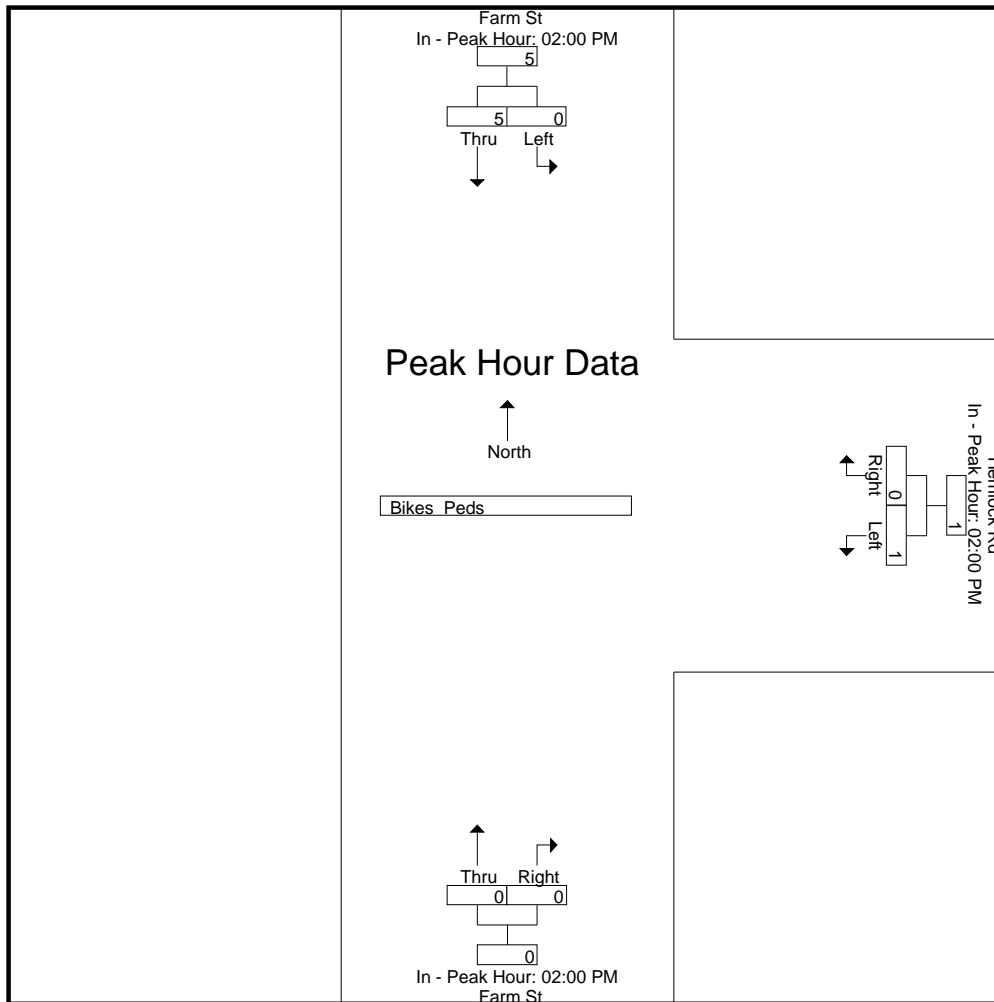 Farm St
In - Peak Hour: 02:00 PM
5
5 0
Thru Left
Peak Hour Data
North
Bikes Peds
Hemlock Rd
In - Peak Hour: 02:00 PM
1
0 1
Right Left
Thru Right
0 0
0
In - Peak Hour: 02:00 PM
Farm St